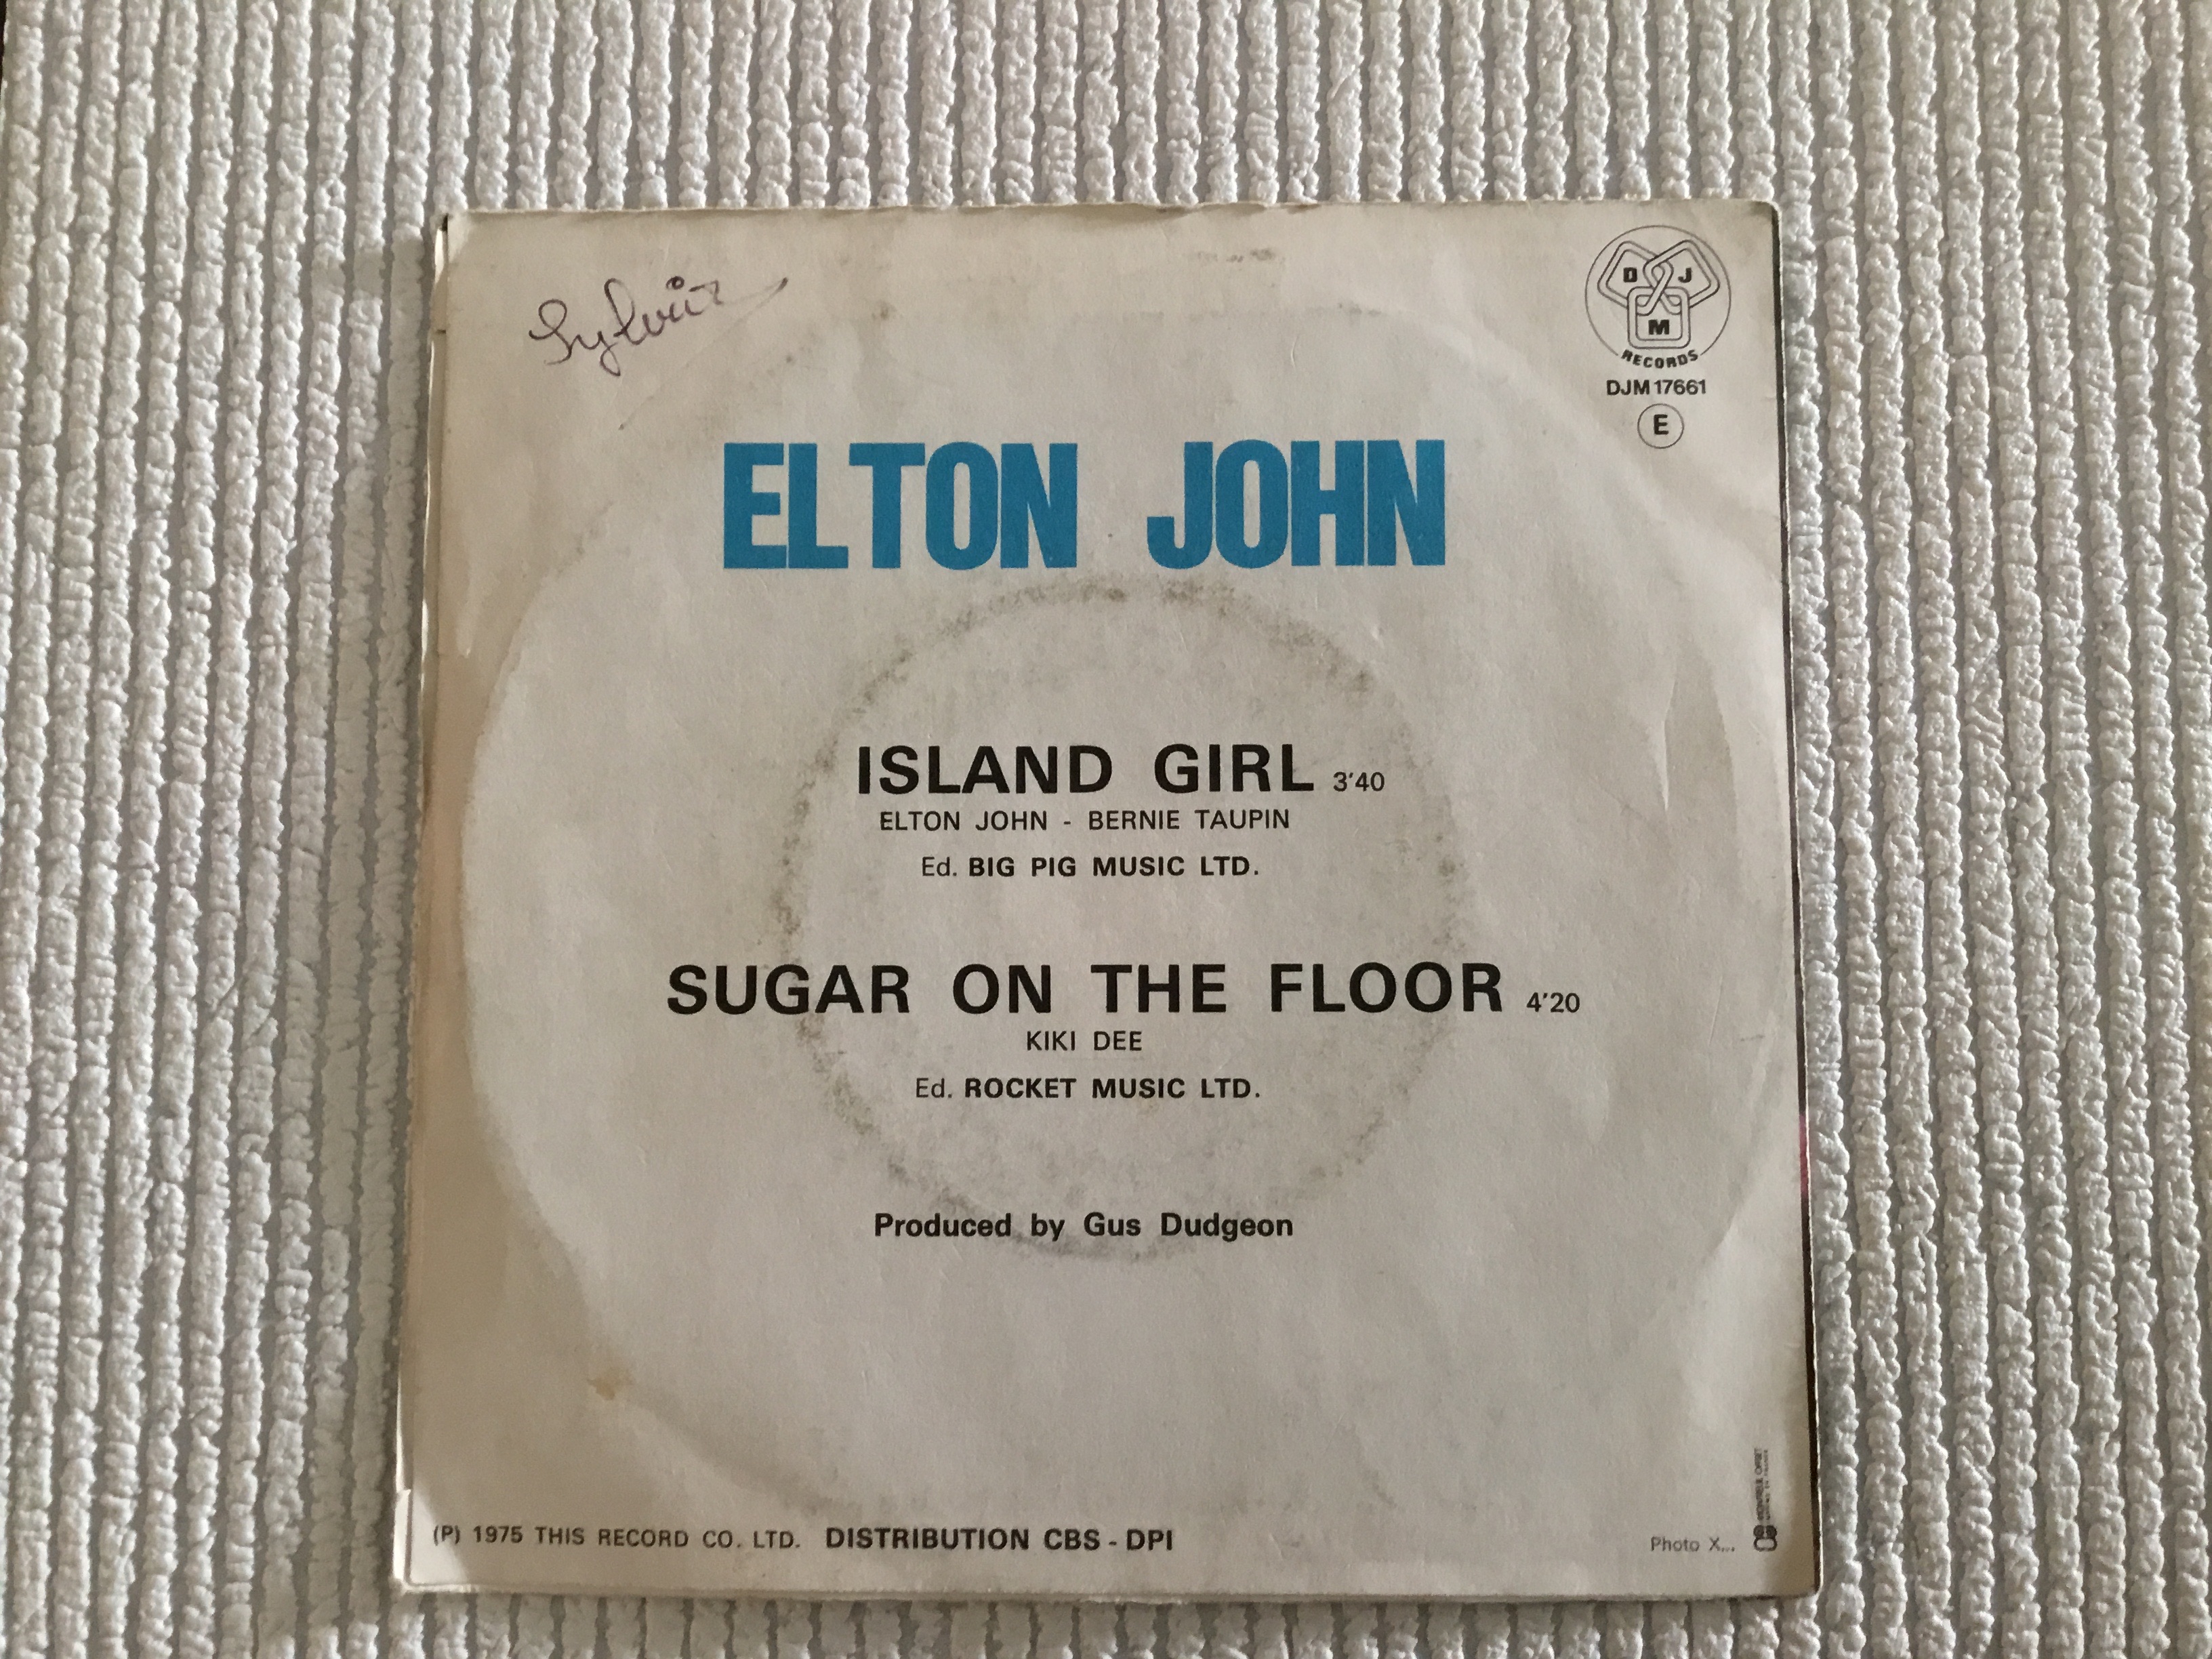 Sylvie
D J
M
RECORDS
DJM 17661
E
ELTON JOHN
ISLAND GIRL 3'40
ELTON JOHN - BERNIE TAUPIN
Ed. BIG PIG MUSIC LTD.
SUGAR ON THE FLOOR 4'20
KIKI DEE
Ed. ROCKET MUSIC LTD.
Produced by Gus Dudgeon
(P) 1975 THIS RECORD CO. LTD. DISTRIBUTION CBS - DPI
Photo X...